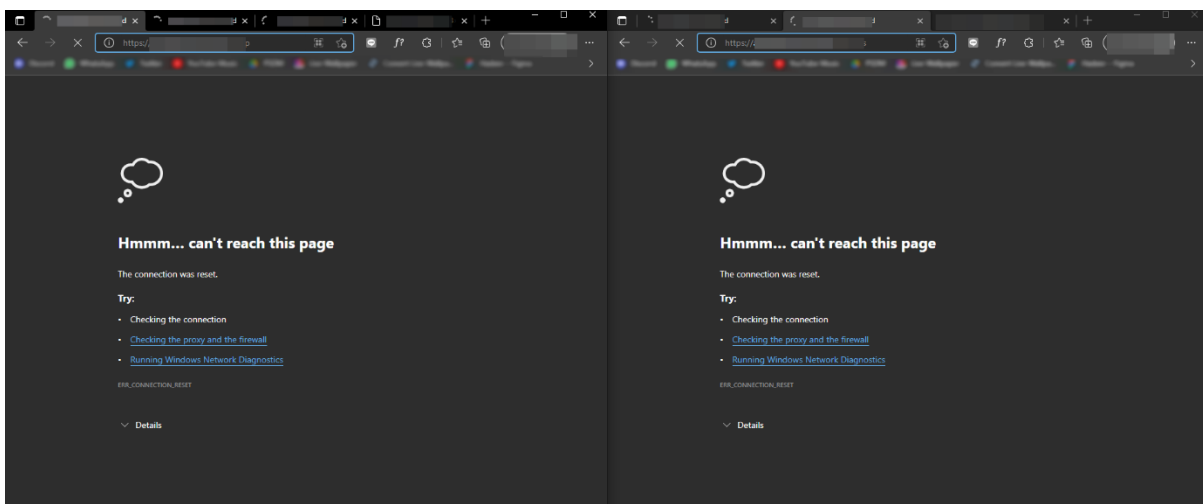 https:/
https://
Hmmm... can't reach this page
The connection was reset.
Try:
• Checking the connection
• Checking the proxy and the firewall
• Running Windows Network Diagnostics
ERR_CONNECTION_RESET
Details
Hmmm... can't reach this page
The connection was reset.
Try:
• Checking the connection
• Checking the proxy and the firewall
• Running Windows Network Diagnostics
ERR_CONNECTION_RESET
Details